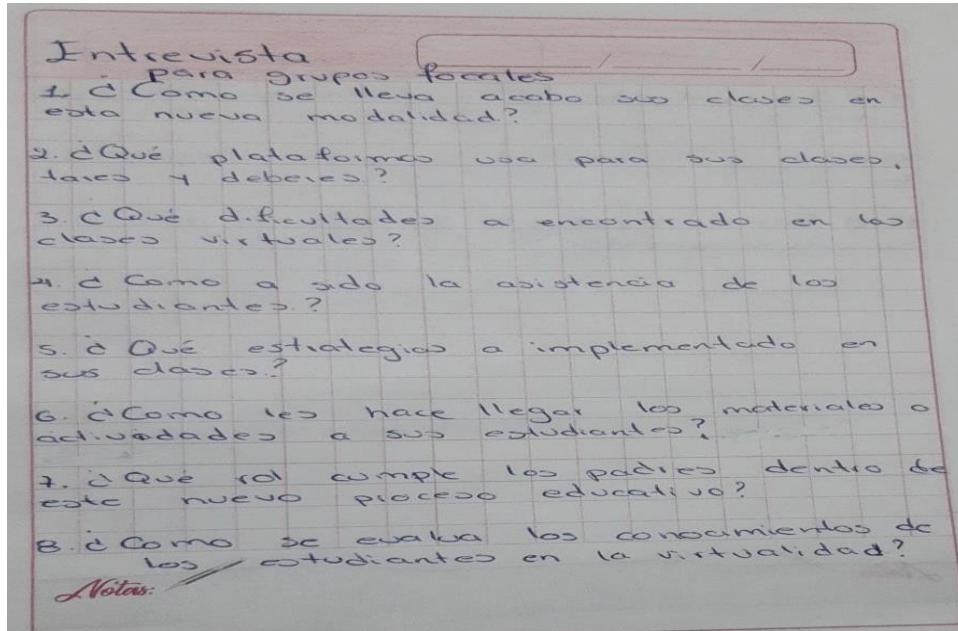 Entrevista
para grupos focales
1. ¿Como se lleva acabo sus clases en
esta nueva modalidad?
2. ¿Qué plataformas usa para sus clases,
tares y deberes?
3. ¿Qué dificultades a encontrado en las
clases virtuales?
4. ¿Como a sido la asistencia de los
estudiantes?
5. ¿Qué estrategias a implementado en
sus clases?
6. ¿Como les hace llegar los materiales o
actividades a sus estudiantes?
7. ¿Qué rol cumple los padres dentro de
este nuevo proceso educativo?
8. ¿Como se evalua los conocimientos de
los estudiantes en la virtualidad?
Notas: